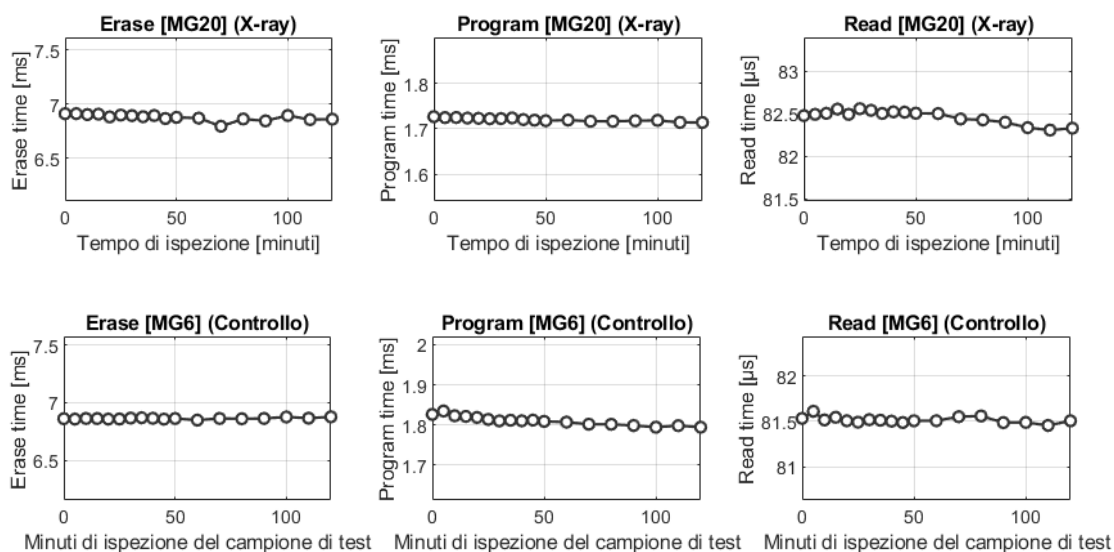 Erase [MG20] (X-ray)
Erase time [ms]
7.5
7
6.5
0 50 100
Tempo di ispezione [minuti]
Program [MG20] (X-ray)
Program time [ms]
1.8
1.7
1.6
0 50 100
Tempo di ispezione [minuti]
Read [MG20] (X-ray)
Read time [µs]
83
82.5
82
81.5
0 50 100
Tempo di ispezione [minuti]
Erase [MG6] (Controllo)
Erase time [ms]
7.5
7
6.5
0 50 100
Minuti di ispezione del campione di test
Program [MG6] (Controllo)
Program time [ms]
2
1.9
1.8
1.7
0 50 100
Minuti di ispezione del campione di test
Read [MG6] (Controllo)
Read time [µs]
82
81.5
81
0 50 100
Minuti di ispezione del campione di test